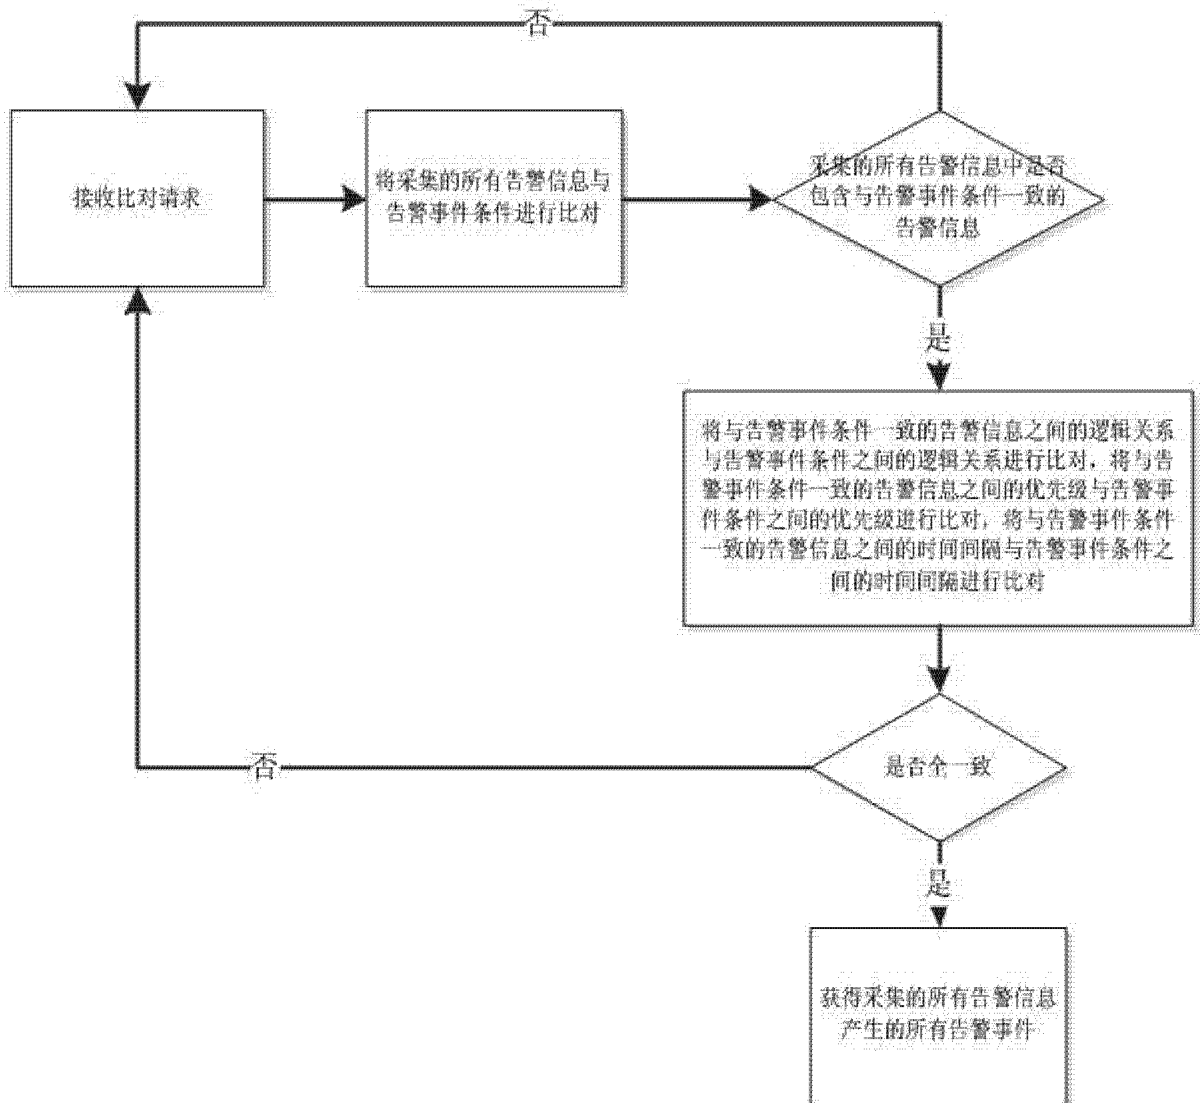 否
接收比对请求
将采集的所有告警信息与
告警事件条件进行比对
采集的所有告警信息中是否
包含与告警事件条件一致的
告警信息
是
将与告警事件条件一致的告警信息之间的逻辑关系
与告警事件条件之间的逻辑关系进行比对，将与告
警事件条件一致的告警信息之间的优先级与告警事
件条件之间的优先级进行比对，将与告警事件条件
一致的告警信息之间的时间间隔与告警事件条件之
间的时间间隔进行比对
否
是否全一致
是
获得采集的所有告警信息
产生的所有告警事件